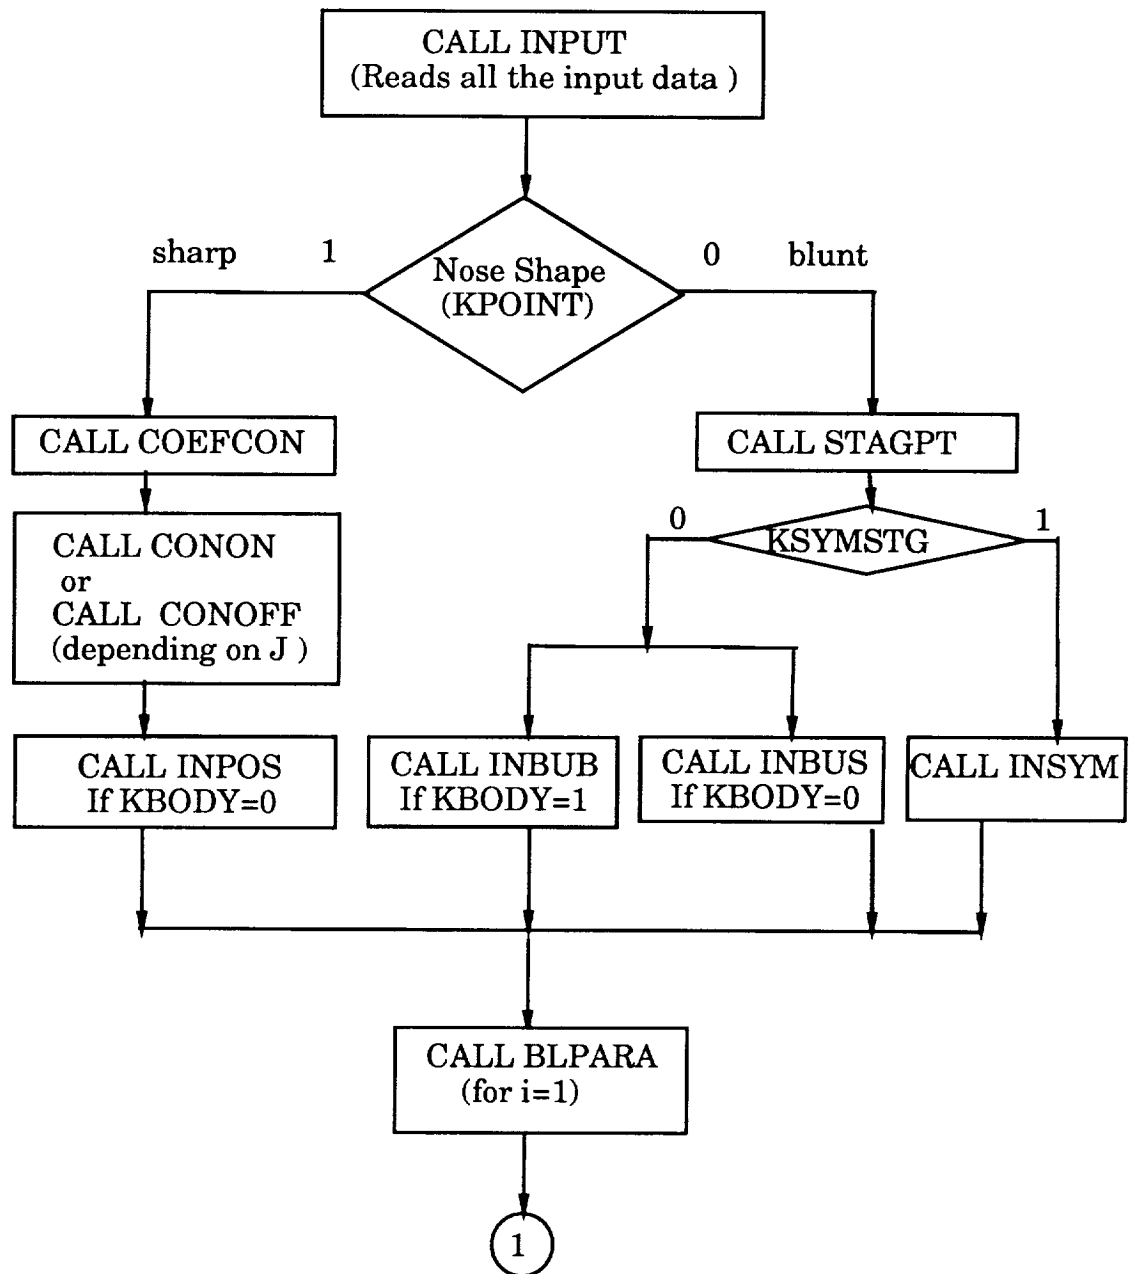 CALL INPUT
(Reads all the input data )
sharp 1
Nose Shape
(KPOINT)
0 blunt
CALL COEFCON
CALL STAGPT
0
KSYMSTG
1
CALL CONON
or
CALL CONOFF
(depending on J )
CALL INPOS
If KBODY=0
CALL INBUB
If KBODY=1
CALL INBUS
If KBODY=0
CALL INSYM
CALL BLPARA
(for i=1)
1